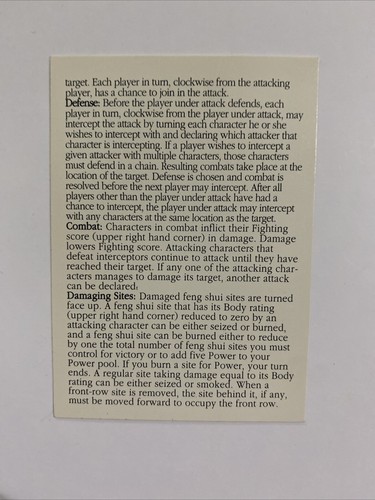 target. Each player in turn, clockwise from the attacking
player, has a chance to join in the attack.
Defense: Before the player under attack defends, each
player in turn, clockwise from the player under attack, may
intercept the attack by turning each character he or she
wishes to intercept with and declaring which attacker that
character is intercepting. If a player wishes to intercept a
given attacker with multiple characters, those characters
must defend in a chain. Resulting combats take place at the
location of the target. Defense is chosen and combat is
resolved before the next player may intercept. After all
players other than the player under attack have had a
chance to intercept, the player under attack may intercept
with any characters at the same location as the target.
Combat: Characters in combat inflict their Fighting
score (upper right hand corner) in damage. Damage
lowers Fighting score. Attacking characters that
defeat interceptors continue to attack until they have
reached their target. If any one of the attacking char-
acters manages to damage its target, another attack
can be declared.
Damaging Sites: Damaged feng shui sites are turned
face up. A feng shui site that has its Body rating
(upper right hand corner) reduced to zero by an
attacking character can be either seized or burned,
and a feng shui site can be burned either to reduce
by one the total number of feng shui sites you must
control for victory or to add five Power to your
Power pool. If you burn a site for Power, your turn
ends. A regular site taking damage equal to its Body
rating can be either seized or smoked. When a
front-row site is removed, the site behind it, if any,
must be moved forward to occupy the front row.